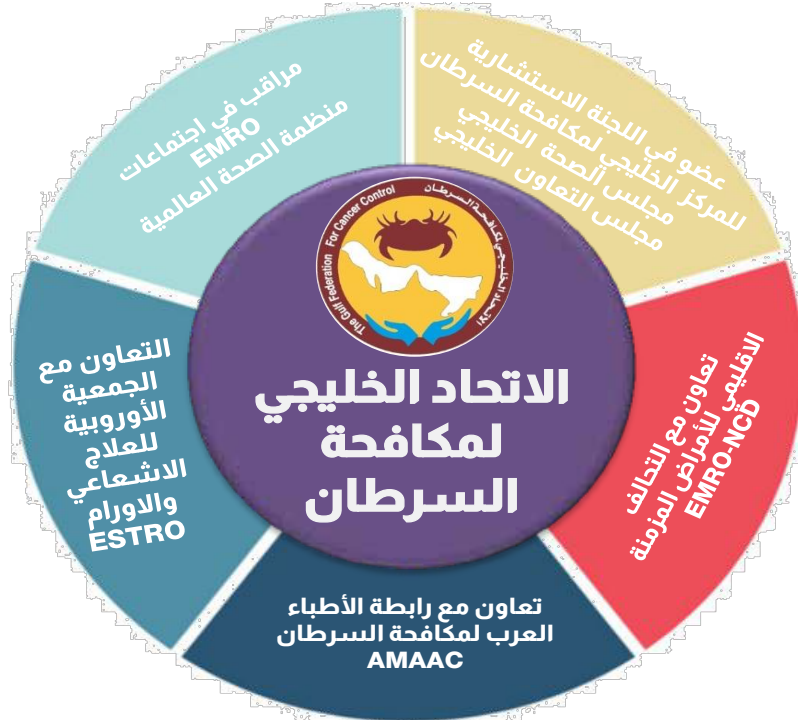 عضو في اللجنة الاستشارية
للمركز الخليجي لمكافحة السرطان
مجلس الصحة الخليجي
مجلس التعاون الخليجي
مراقب في اجتماعات
EMRO
منظمة الصحة العالمية
The Gulf Federation For Cancer Control
الاتحاد الخليجي لمكافحة السرطان
الاتحاد الخليجي
لمكافحة
السرطان
تعاون مع التحالف
الاقليمي للأمراض المزمنة
EMRO-NCD
التعاون مع
الجمعية
الأوروبية
للعلاج
الاشعاعي
والاورام
ESTRO
تعاون مع رابطة الأطباء
العرب لمكافحة السرطان
AMAAC